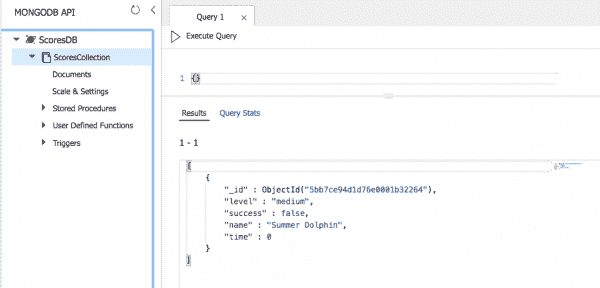 MONGODB API
ScoresDB
ScoresCollection
Documents
Scale & Settings
Stored Procedures
User Defined Functions
Triggers
Query 1 ×
Execute Query
1 {}
Results Query Stats
1 - 1
[
{
"_id" : ObjectId("5bb7ce94d1d76e0001b32264"),
"level" : "medium",
"success" : false,
"name" : "Summer Dolphin",
"time" : 0
}
]